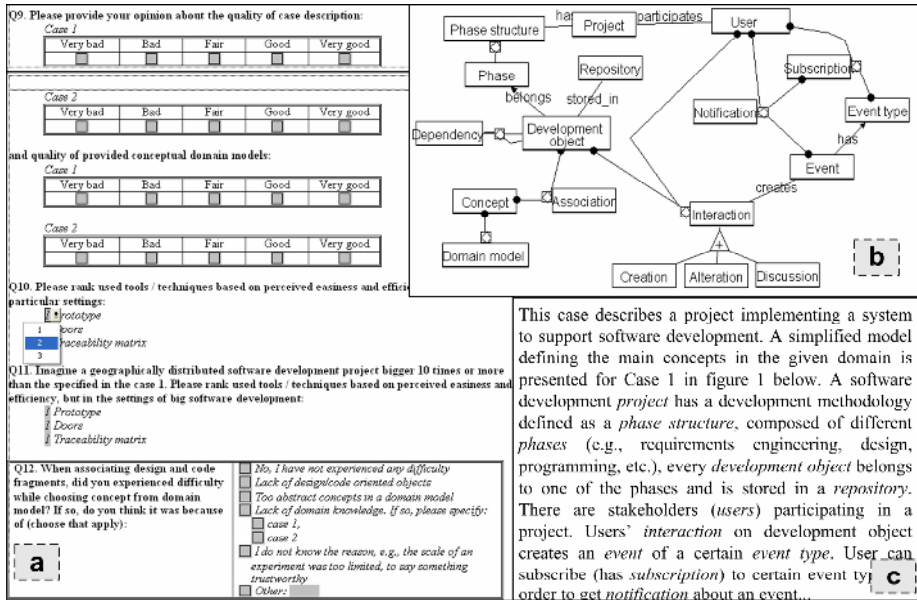 Q9. Please provide your opinion about the quality of case description:
Case 1
Very bad Bad Fair Good Very good
Case 2
Very bad Bad Fair Good Very good
and quality of provided conceptual domain models:
Case 1
Very bad Bad Fair Good Very good
Case 2
Very bad Bad Fair Good Very good
Q10. Please rank used tools / techniques based on perceived easiness and
particular settings:
1
2
3
Traceability matrix
Q11. Imagine a geographically distributed software development project bigger 10 times or more
than the specified in the case 1. Please rank used tools / techniques based on perceived easiness and
efficiency, but in the settings of big software development:
1 Prototype
1 Doors
1 Traceability matrix
Q12. When associating design and code
fragments, did you experienced difficulty
while choosing concept from domain
model? If so, do you think it was because
of (choose that apply):
No, I have not experienced any difficulty
Lack of design/code oriented objects
Too abstract concepts in a domain model
Lack of domain knowledge. If so, please specify:
case 1,
case 2
I do not know the reason, e.g., the scale of an
experiment was too limited, to say something
trustworthy
Other:
a
Phase structure
Project
participates
User
Phase
Repository
Subscription
belongs
stored_in
Notification
Event type
Dependency
Development
object
has
Event
creates
Concept
Association
Interaction
Domain model
Creation
Alteration
Discussion
b
This case describes a project implementing a system
to support software development. A simplified model
defining the main concepts in the given domain is
presented for Case 1 in figure 1 below. A software
development project has a development methodology
defined as a phase structure, composed of different
phases (e.g., requirements engineering, design,
programming, etc.), every development object belongs
to one of the phases and is stored in a repository.
There are stakeholders (users) participating in a
project. Users' interaction on development object
creates an event of a certain event type. User can
subscribe (has subscription) to certain event
order to get notification about an event...
c